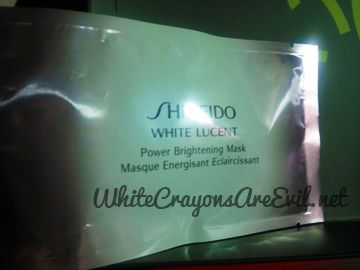 SHISEIDO
WHITE LUCENT
Power Brightening Mask
Masque Energisant Eclaircissant
WhiteCrayonsAreEvil.net